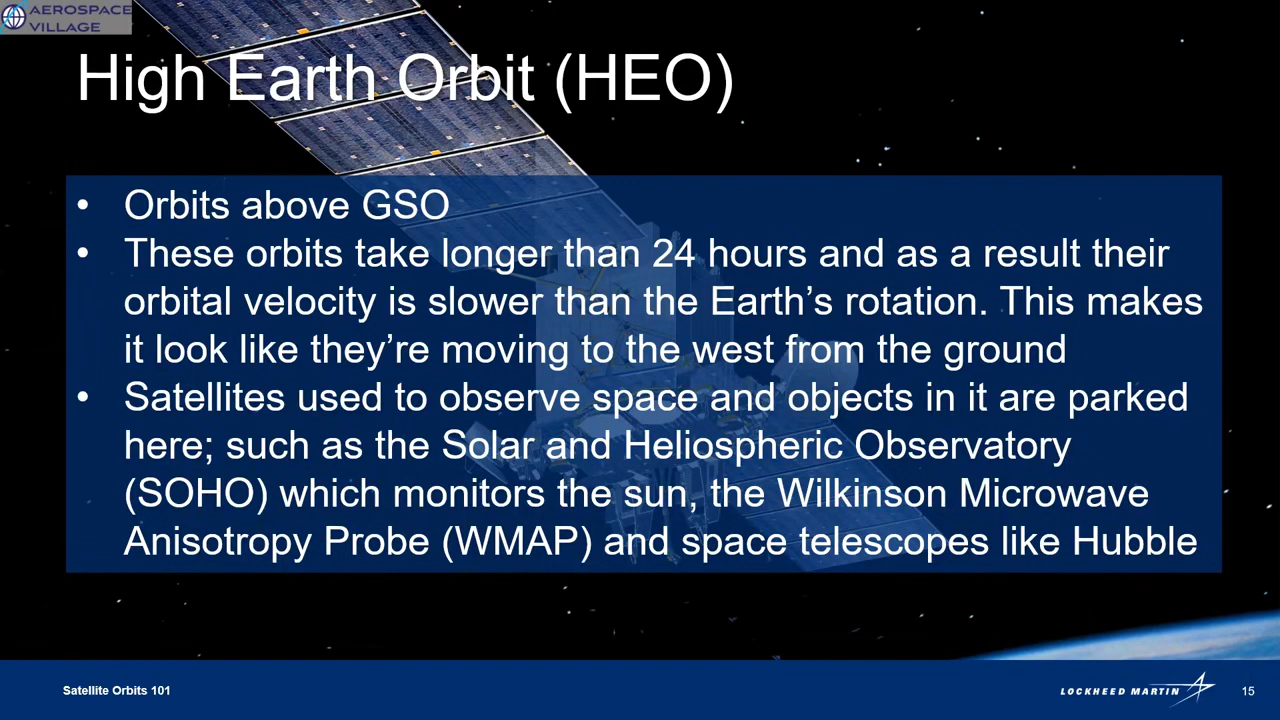 AEROSPACE
VILLAGE
High Earth Orbit (HEO)
• Orbits above GSO
• These orbits take longer than 24 hours and as a result their
orbital velocity is slower than the Earth’s rotation. This makes
it look like they’re moving to the west from the ground
• Satellites used to observe space and objects in it are parked
here; such as the Solar and Heliospheric Observatory
(SOHO) which monitors the sun, the Wilkinson Microwave
Anisotropy Probe (WMAP) and space telescopes like Hubble
Satellite Orbits 101
LOCKHEED MARTIN
15